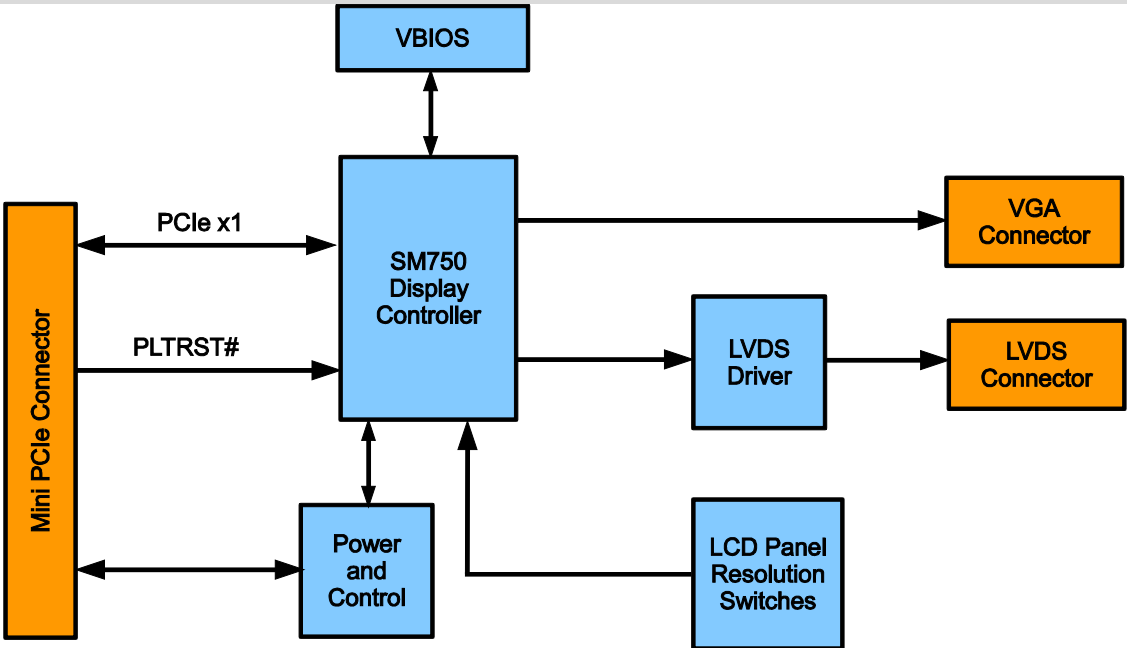 VBIOS
PCIe x1
SM750
Display
Controller
VGA
Connector
PLTRST#
Mini PCIe Connector
LVDS
Driver
LVDS
Connector
Power
and
Control
LCD Panel
Resolution
Switches